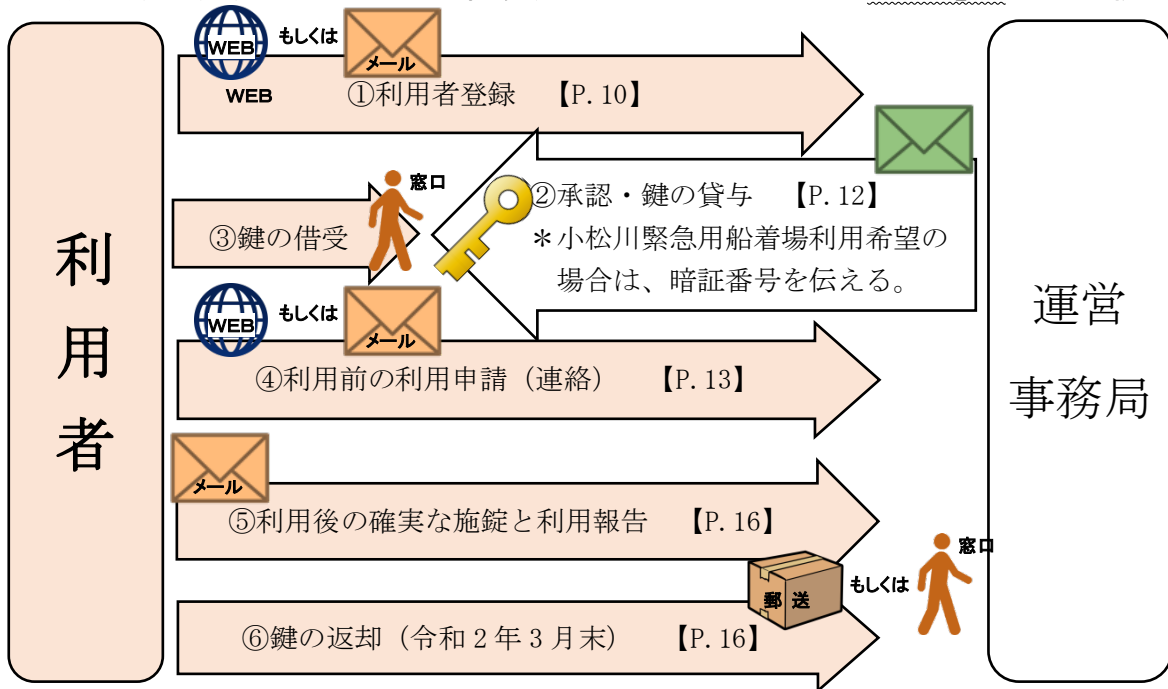 WEB もしくは メール
WEB
①利用者登録 【P.10】
窓口
②承認・鍵の貸与 【P.12】
③鍵の借受
＊小松川緊急用船着場利用希望の
場合は、暗証番号を伝える。
利用者
運営
事務局
WEB もしくは メール
④利用前の利用申請（連絡） 【P.13】
メール
⑤利用後の確実な施錠と利用報告 【P.16】
窓口
郵送 もしくは
⑥鍵の返却（令和２年３月末） 【P.16】